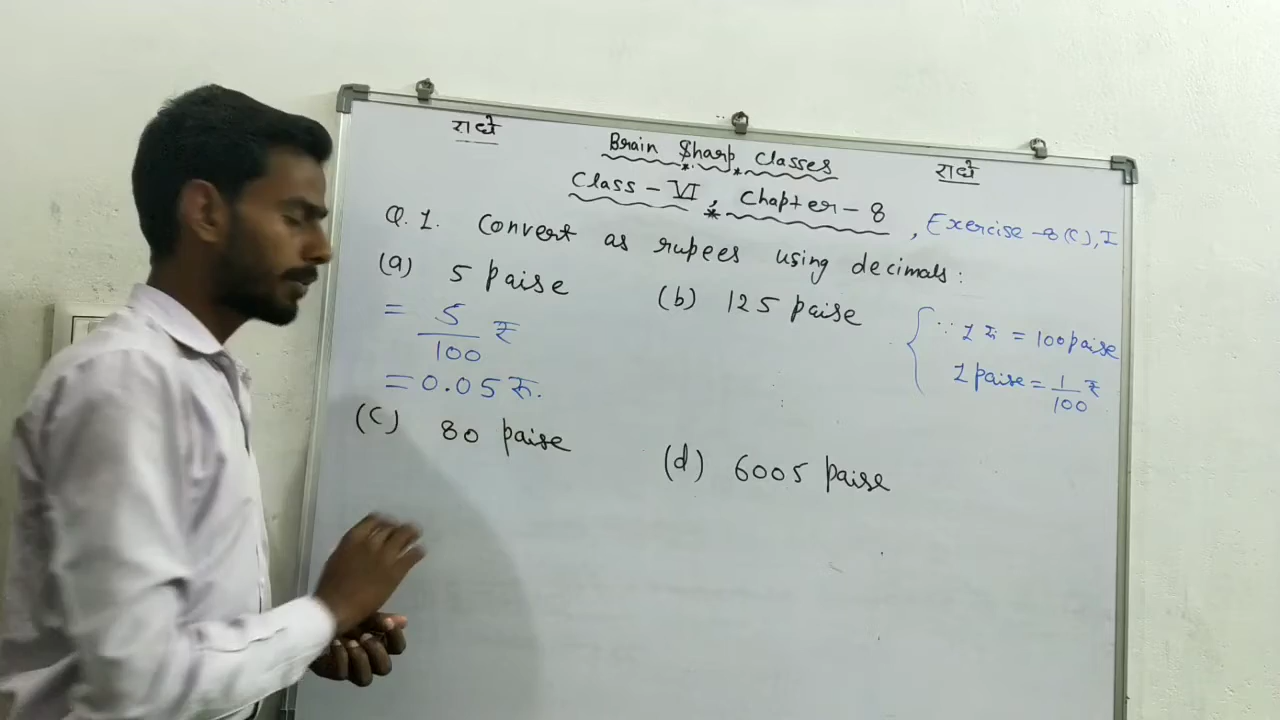 राधे
Brain Sharp Classes
राधे
Class - VI, Chapter - 8, Exercise - 8(C), I
Q.1. Convert as rupees using decimals:
(a) 5 paise
= 5/100 ₹
= 0.05 रु.
(b) 125 paise
∵ 1 रु = 100 paise
1 paise = 1/100 ₹
(C) 80 paise
(d) 6005 paise